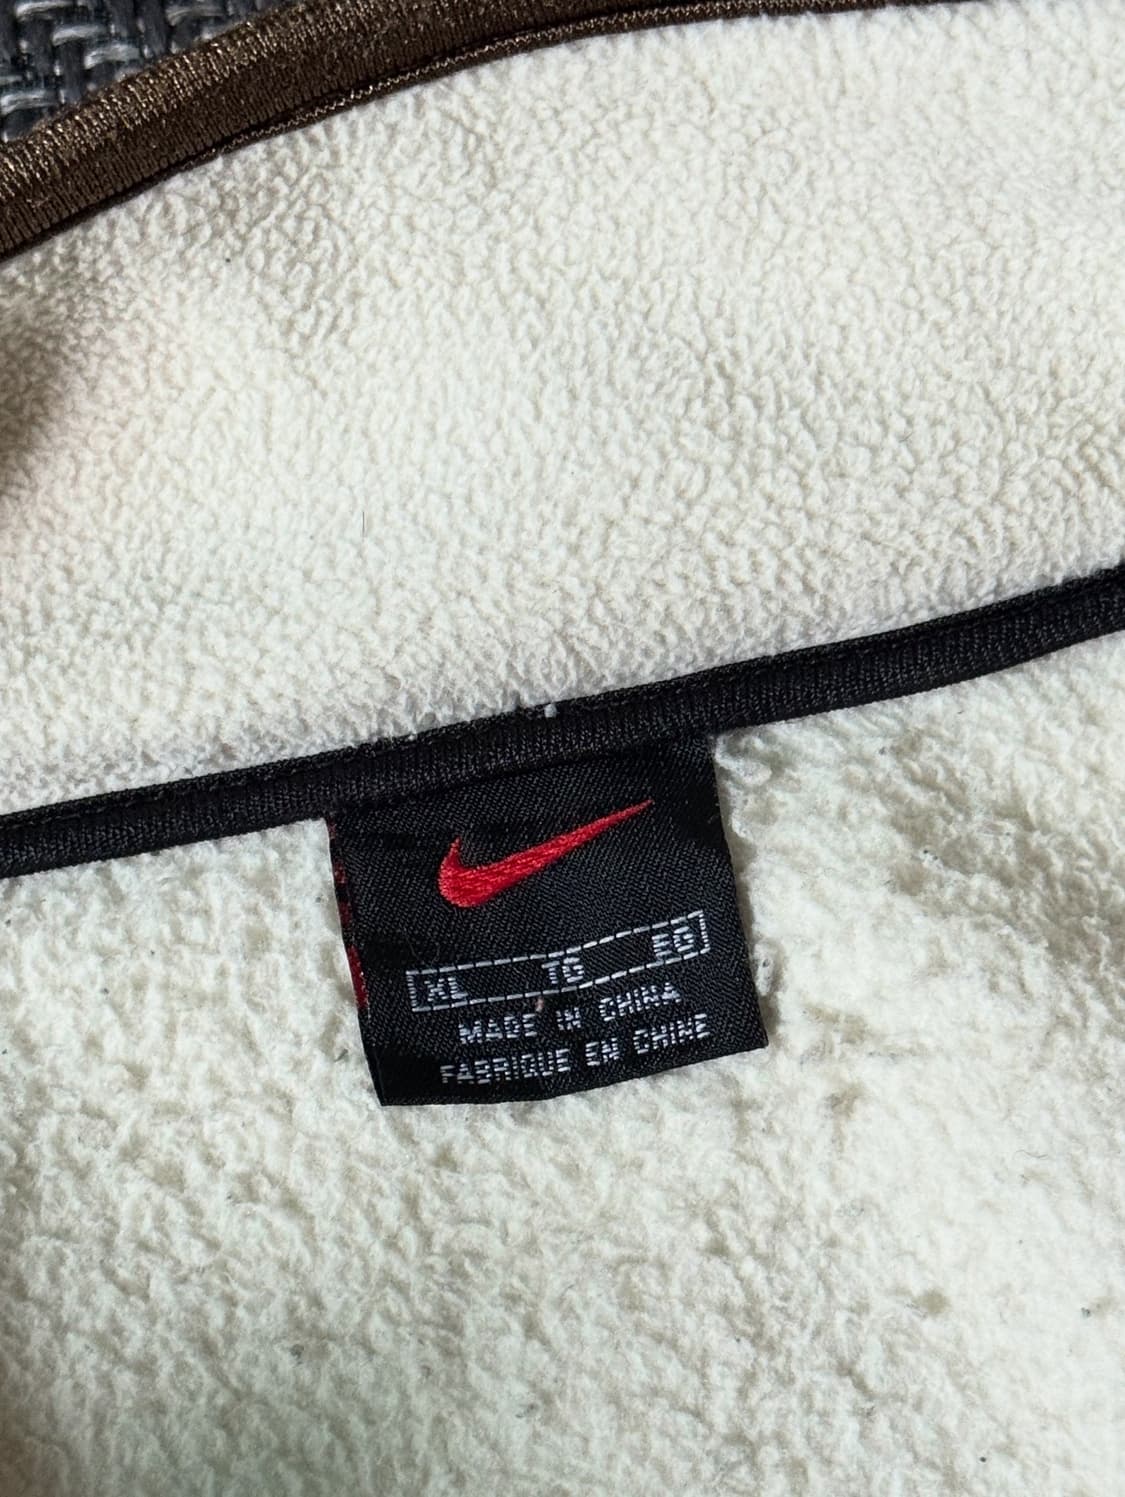 XL TG EG
MADE IN CHINA
FABRIQUE EN CHINE